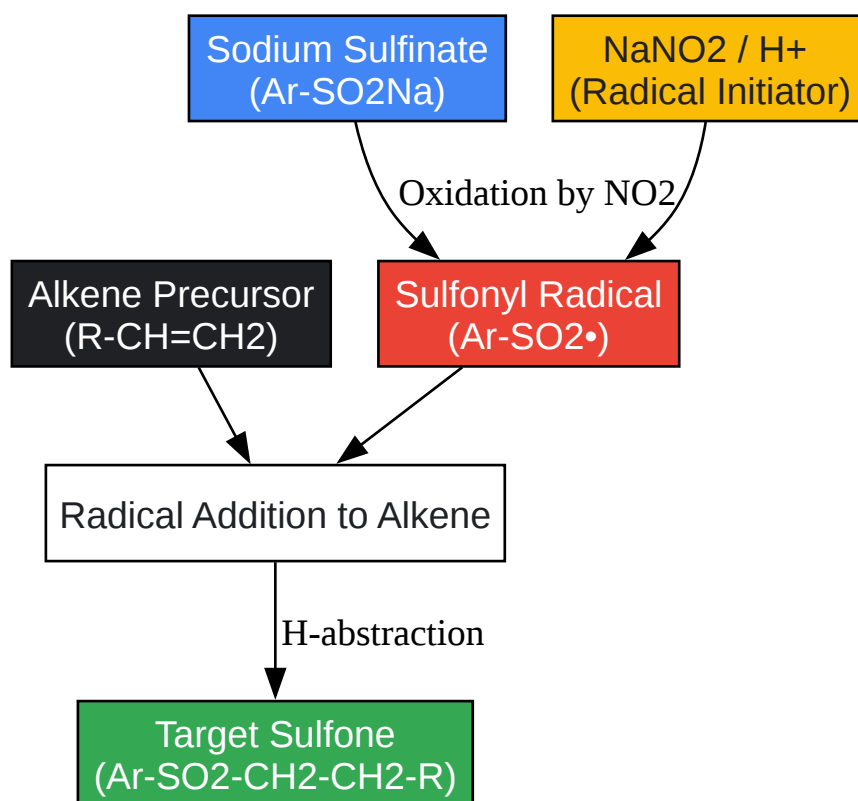 Sodium Sulfinate
(Ar-SO2Na)
NaNO2 / H+
(Radical Initiator)
Oxidation by NO2
Alkene Precursor
(R-CH=CH2)
Sulfonyl Radical
(Ar-SO2•)
Radical Addition to Alkene
H-abstraction
Target Sulfone
(Ar-SO2-CH2-CH2-R)